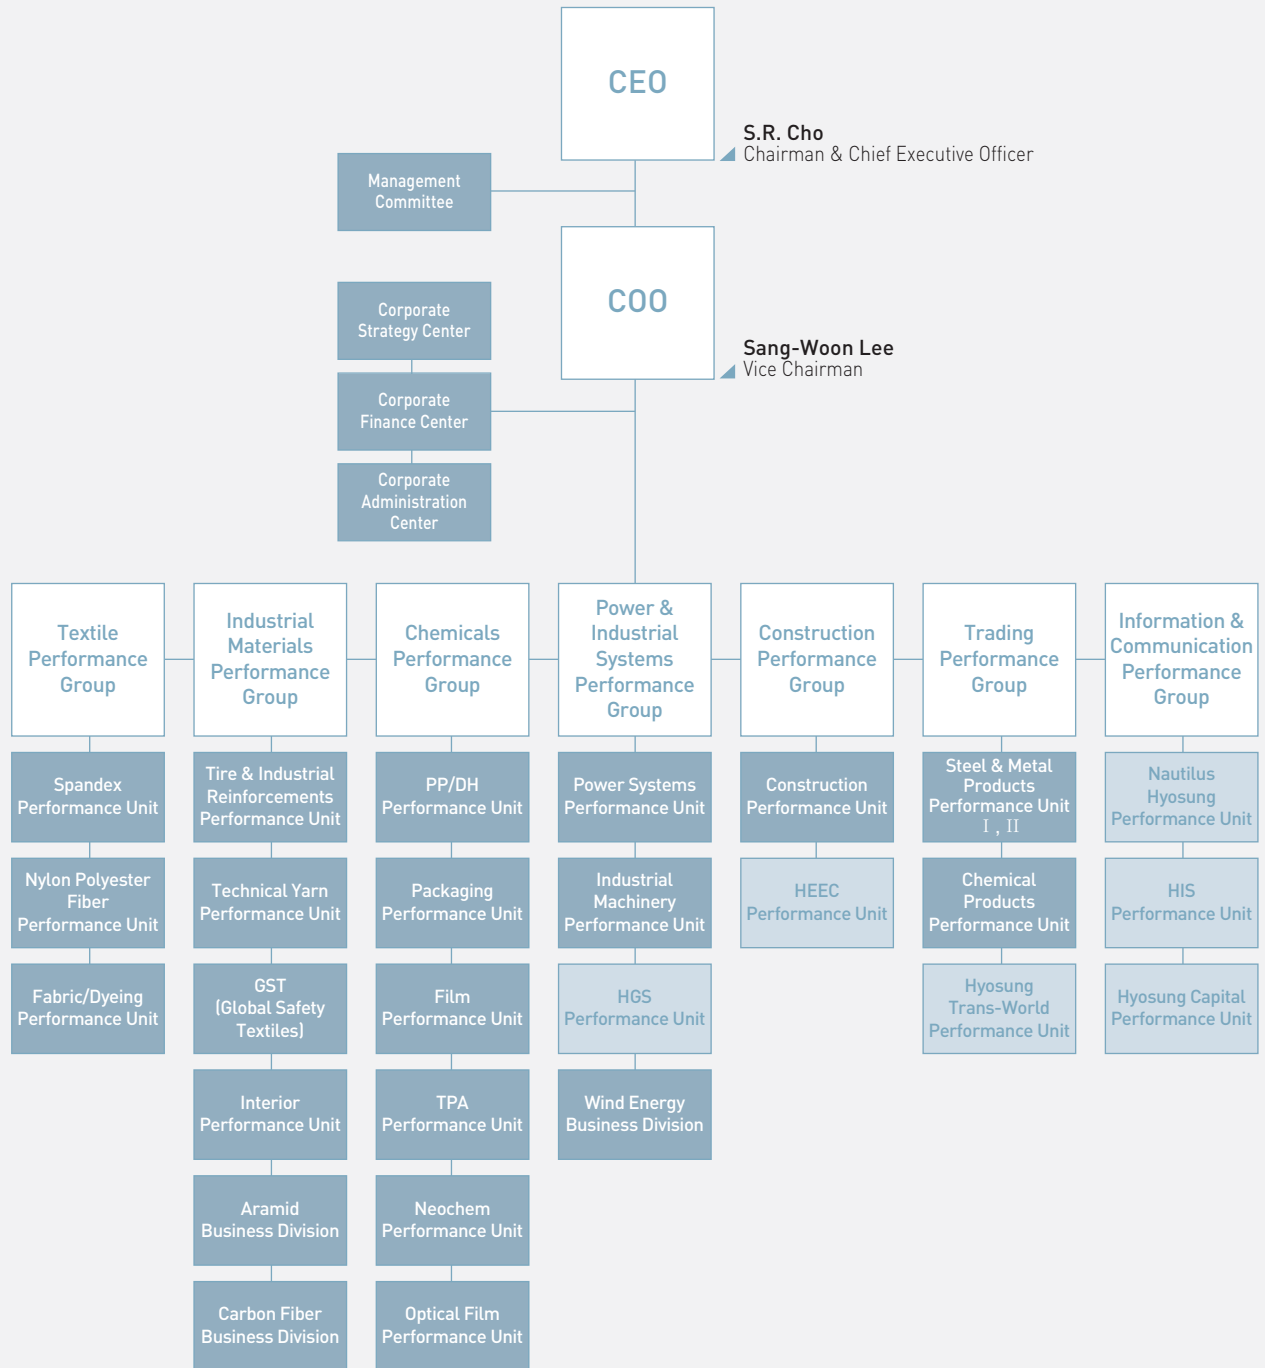 CEO
S.R. Cho
Chairman & Chief Executive Officer
Management
Committee
COO
Sang-Woon Lee
Vice Chairman
Corporate
Strategy Center
Corporate
Finance Center
Corporate
Administration
Center
Textile
Performance
Group
Spandex
Performance Unit
Nylon Polyester
Fiber
Performance Unit
Fabric/Dyeing
Performance Unit
Industrial
Materials
Performance
Group
Tire & Industrial
Reinforcements
Performance Unit
Technical Yarn
Performance Unit
GST
(Global Safety
Textiles)
Interior
Performance Unit
Aramid
Business Division
Carbon Fiber
Business Division
Chemicals
Performance
Group
PP/DH
Performance Unit
Packaging
Performance Unit
Film
Performance Unit
TPA
Performance Unit
Neochem
Performance Unit
Optical Film
Performance Unit
Power &
Industrial
Systems
Performance
Group
Power Systems
Performance Unit
Industrial
Machinery
Performance Unit
HGS
Performance Unit
Wind Energy
Business Division
Construction
Performance
Group
Construction
Performance Unit
HEEC
Performance Unit
Trading
Performance
Group
Steel & Metal
Products
Performance Unit
Ⅰ, Ⅱ
Chemical
Products
Performance Unit
Hyosung
Trans-World
Performance Unit
Information &
Communication
Performance
Group
Nautilus
Hyosung
Performance Unit
HIS
Performance Unit
Hyosung Capital
Performance Unit